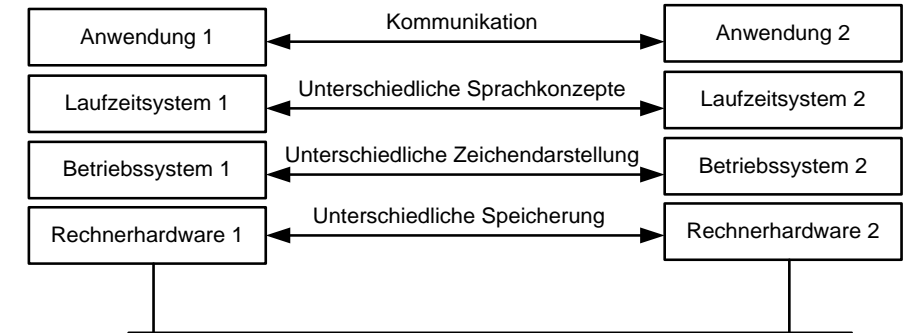 Kommunikation
Anwendung 1
Anwendung 2
Unterschiedliche Sprachkonzepte
Laufzeitsystem 1
Laufzeitsystem 2
Unterschiedliche Zeichendarstellung
Betriebssystem 1
Betriebssystem 2
Unterschiedliche Speicherung
Rechnerhardware 1
Rechnerhardware 2